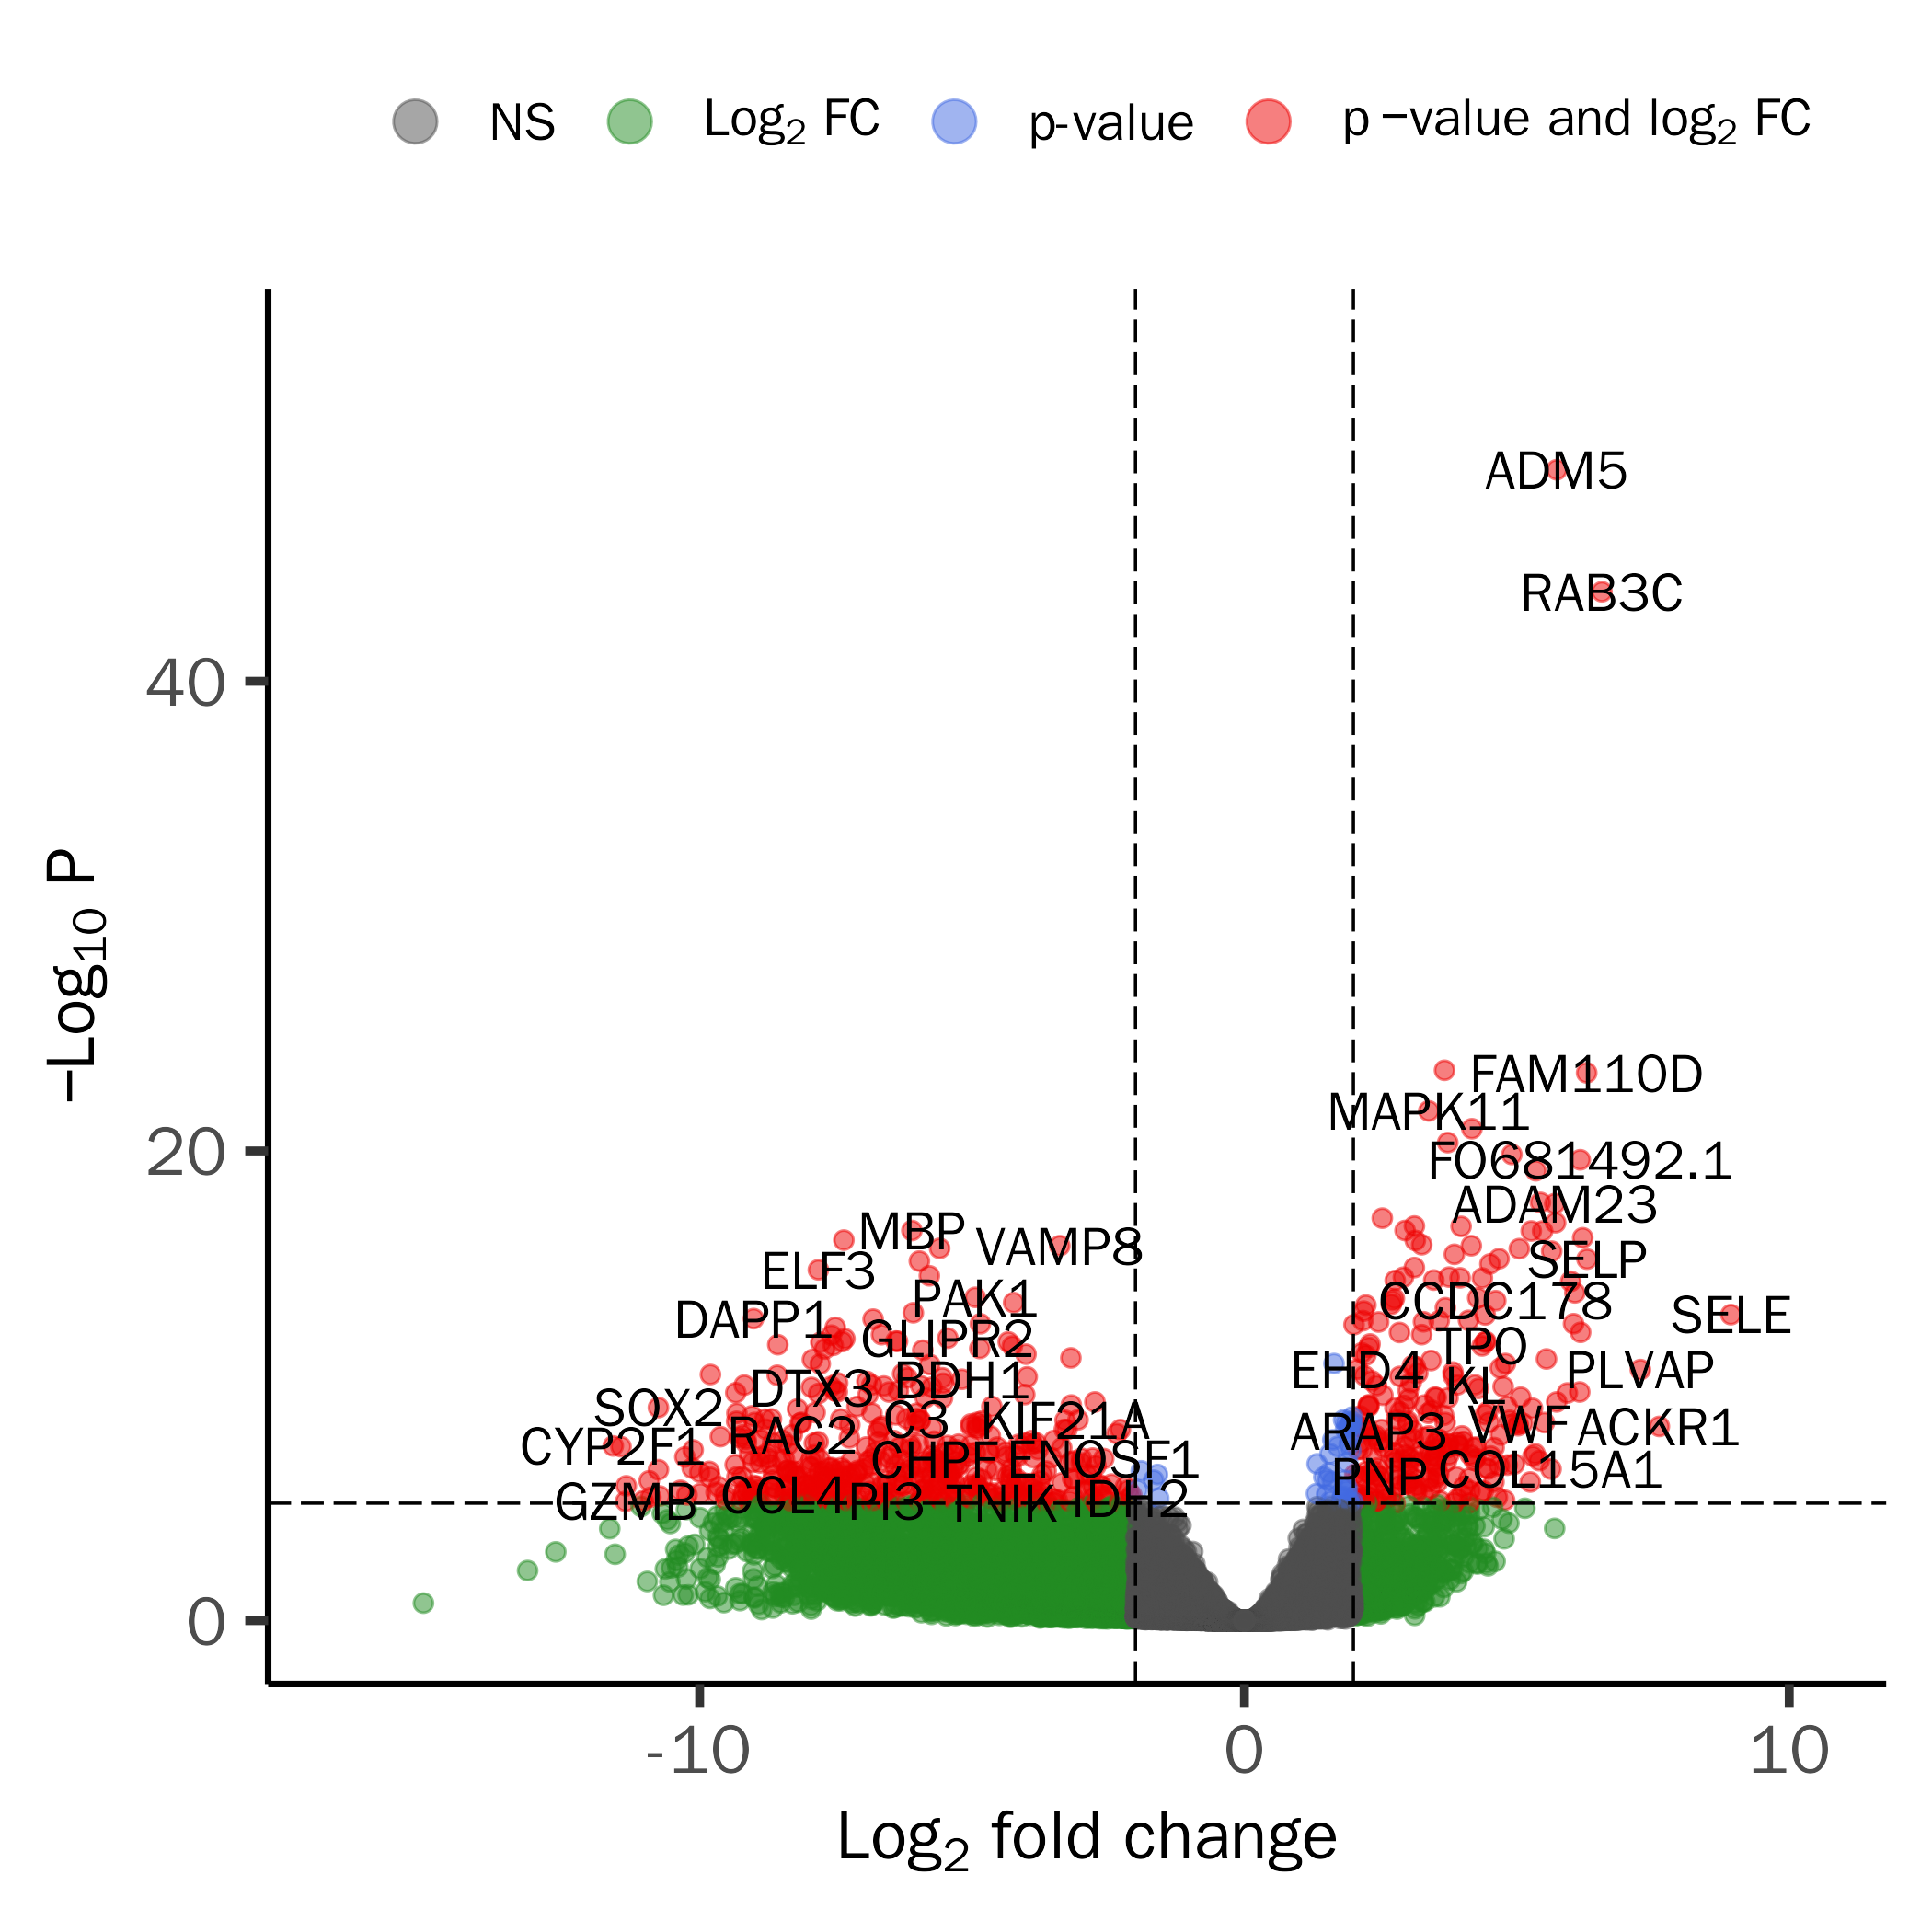 NS Log2 FC p-value p −value and log2 FC
ADM5
RAB3C
40
−Log10 P
FAM110D
MAPK11
20
FO681492.1
ADAM23
MBP
VAMP8
SELP
ELF3
PAK1
CCDC178
SELE
DAPP1
GLIPR2
TPO
EHD4
PLVAP
BDH1
DTX3
KL
SOX2
C3
KIF21A
VWF
ACKR1
ARAP3
RAC2
CYP2F1
CHPF
ENOSF1
COL15A1
PNP
CCL4
IDH2
GZMB
PI3
TNIK
0
-10 0 10
Log2 fold change